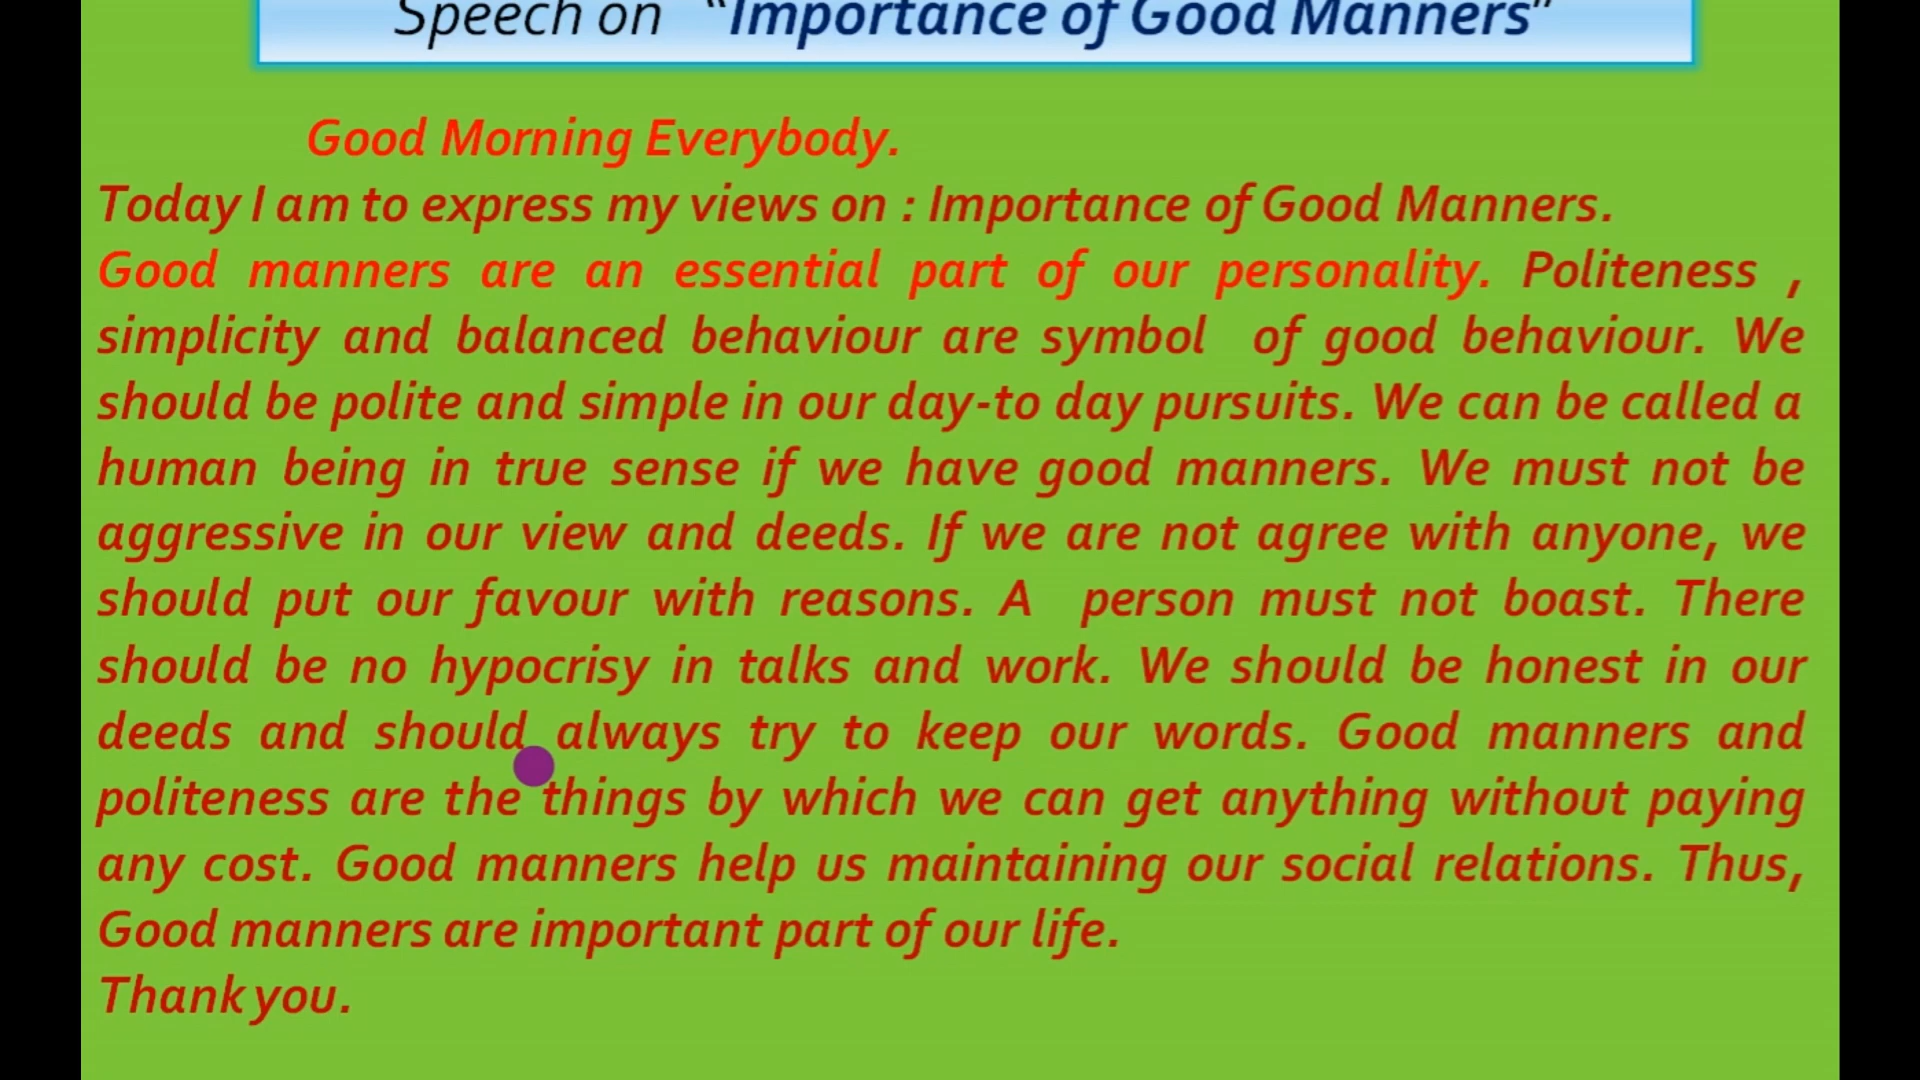 Speech on "Importance of Good Manners"
Good Morning Everybody.
Today I am to express my views on : Importance of Good Manners.
Good manners are an essential part of our personality. Politeness ,
simplicity and balanced behaviour are symbol of good behaviour. We
should be polite and simple in our day-to day pursuits. We can be called a
human being in true sense if we have good manners. We must not be
aggressive in our view and deeds. If we are not agree with anyone, we
should put our favour with reasons. A person must not boast. There
should be no hypocrisy in talks and work. We should be honest in our
deeds and should always try to keep our words. Good manners and
politeness are the things by which we can get anything without paying
any cost. Good manners help us maintaining our social relations. Thus,
Good manners are important part of our life.
Thank you.